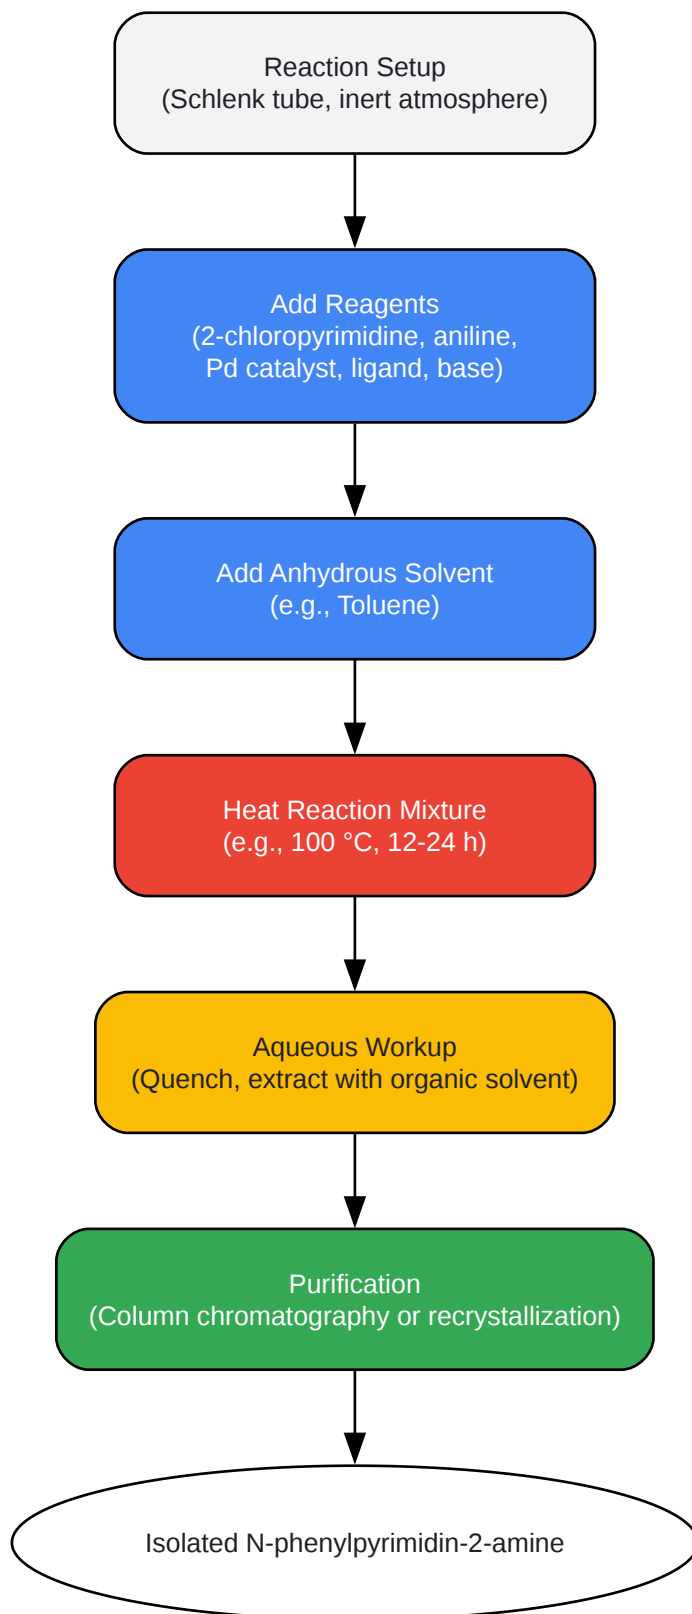 Reaction Setup
(Schlenk tube, inert atmosphere)
Add Reagents
(2-chloropyrimidine, aniline,
Pd catalyst, ligand, base)
Add Anhydrous Solvent
(e.g., Toluene)
Heat Reaction Mixture
(e.g., 100 °C, 12-24 h)
Aqueous Workup
(Quench, extract with organic solvent)
Purification
(Column chromatography or recrystallization)
Isolated N-phenylpyrimidin-2-amine